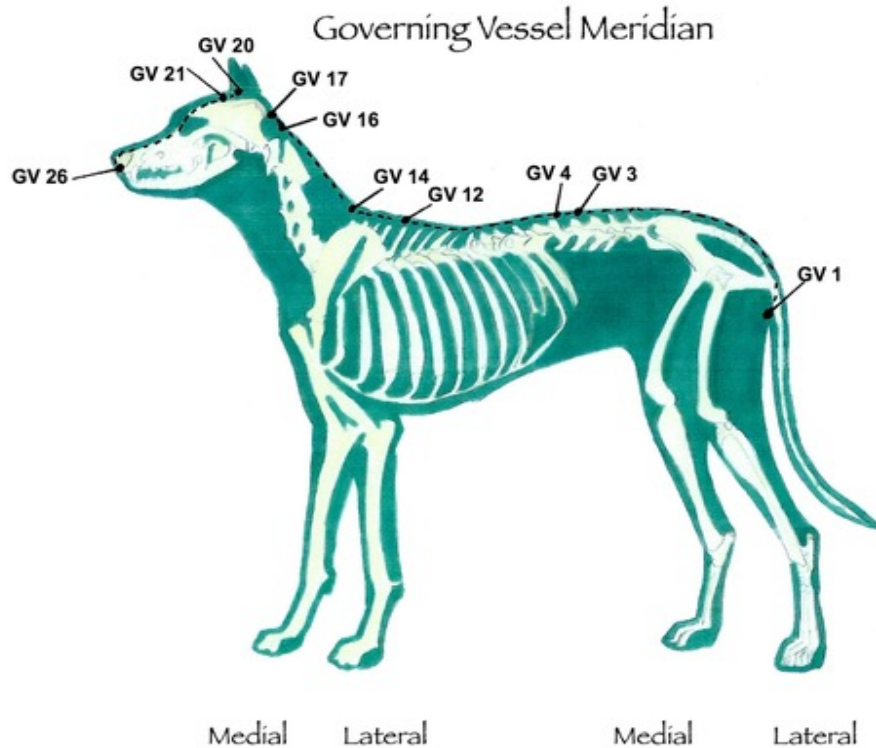 Governing Vessel Meridian
GV 20
GV 21
GV 17
GV 16
GV 26
GV 14
GV 12
GV 4
GV 3
GV 1
Medial
Lateral
Medial
Lateral